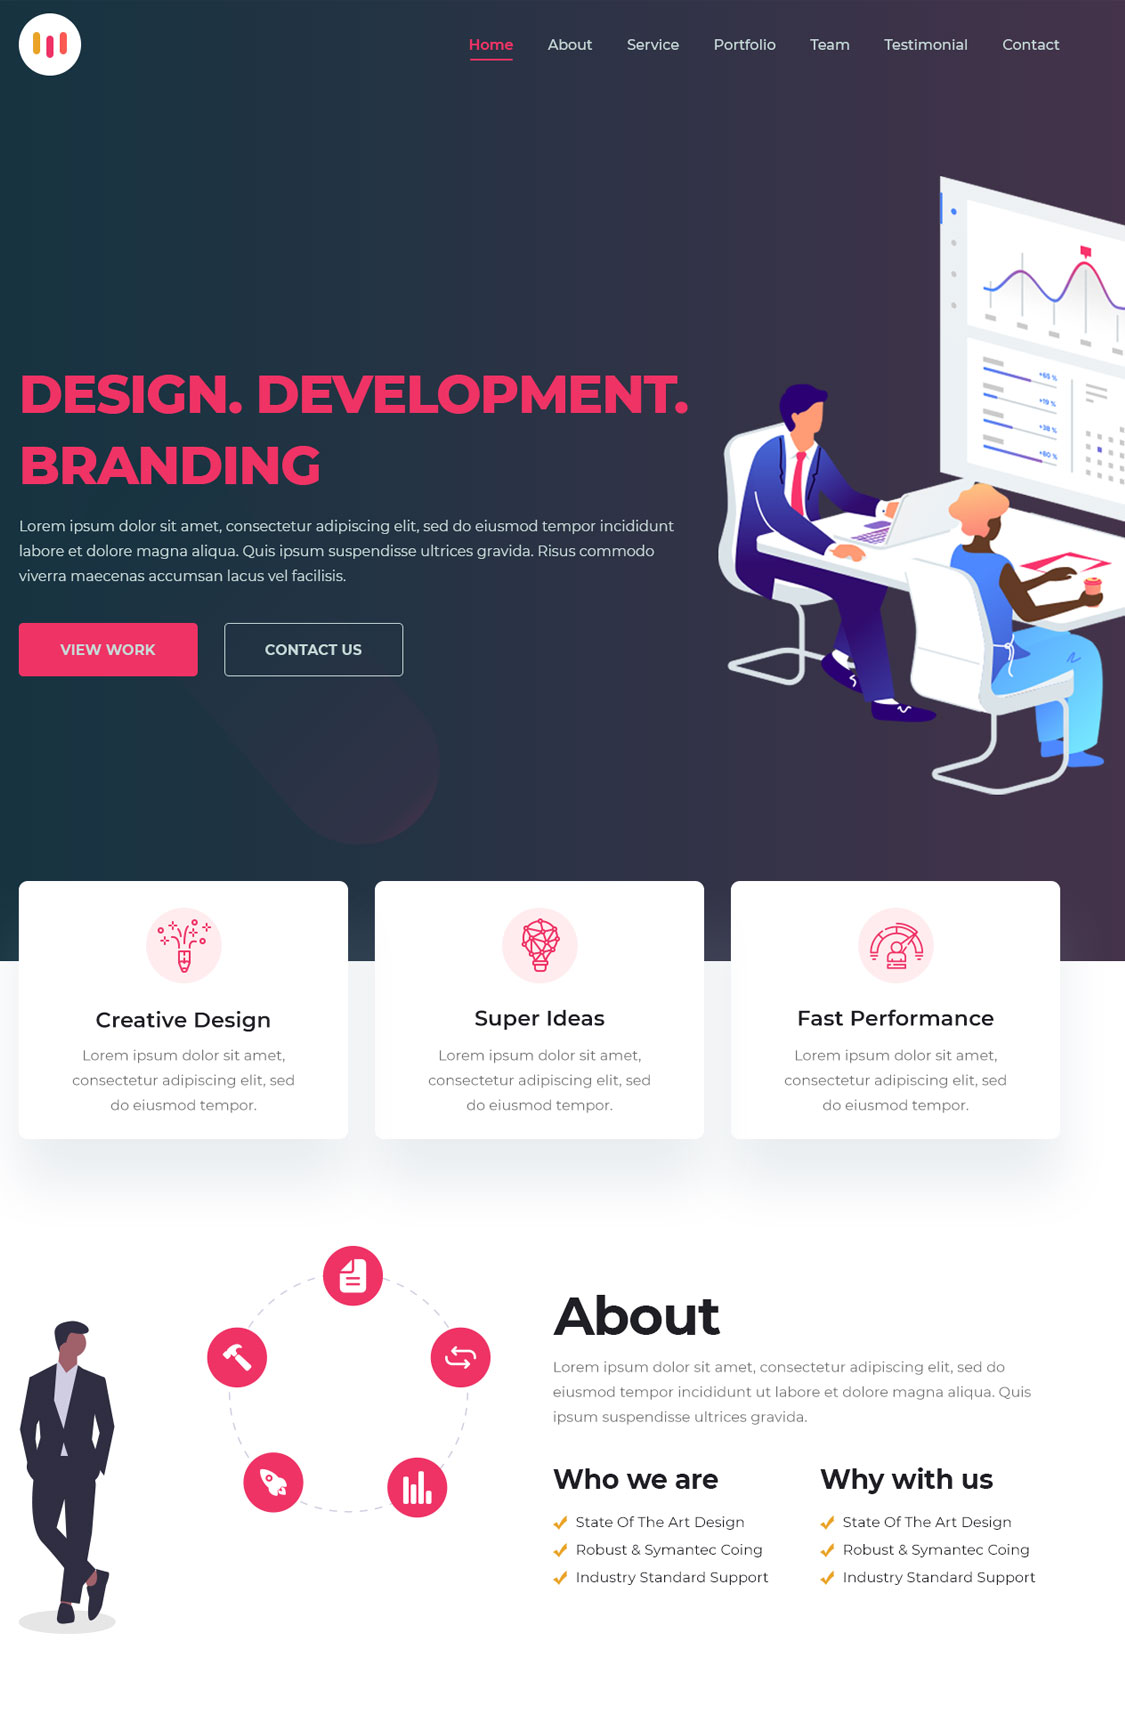 Home About Service Portfolio Team Testimonial Contact
DESIGN. DEVELOPMENT.
BRANDING
Lorem ipsum dolor sit amet, consectetur adipiscing elit, sed do eiusmod tempor incididunt
labore et dolore magna aliqua. Quis ipsum suspendisse ultrices gravida. Risus commodo
viverra maecenas accumsan lacus vel facilisis.
VIEW WORK
CONTACT US
+65 %
+19 %
+38 %
+80 %
Creative Design
Lorem ipsum dolor sit amet,
consectetur adipiscing elit, sed
do eiusmod tempor.
Super Ideas
Lorem ipsum dolor sit amet,
consectetur adipiscing elit, sed
do eiusmod tempor.
Fast Performance
Lorem ipsum dolor sit amet,
consectetur adipiscing elit, sed
do eiusmod tempor.
About
Lorem ipsum dolor sit amet, consectetur adipiscing elit, sed do
eiusmod tempor incididunt ut labore et dolore magna aliqua. Quis
ipsum suspendisse ultrices gravida.
Who we are
State Of The Art Design
Robust & Symantec Coing
Industry Standard Support
Why with us
State Of The Art Design
Robust & Symantec Coing
Industry Standard Support